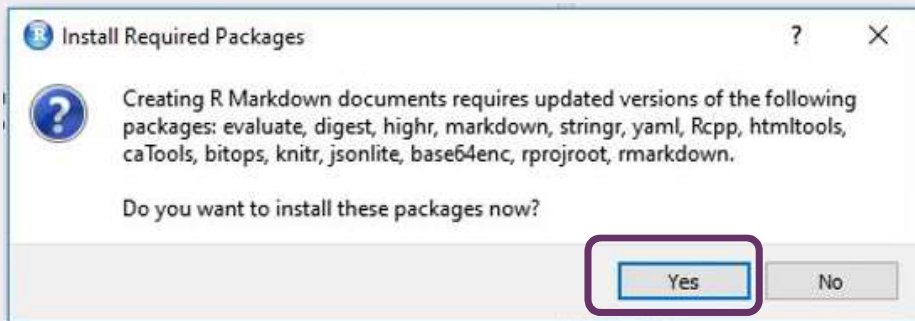 R Install Required Packages ? X
? Creating R Markdown documents requires updated versions of the following
packages: evaluate, digest, highr, markdown, stringr, yaml, Rcpp, htmltools,
caTools, bitops, knitr, jsonlite, base64enc, rprojroot, rmarkdown.
Do you want to install these packages now?
Yes No